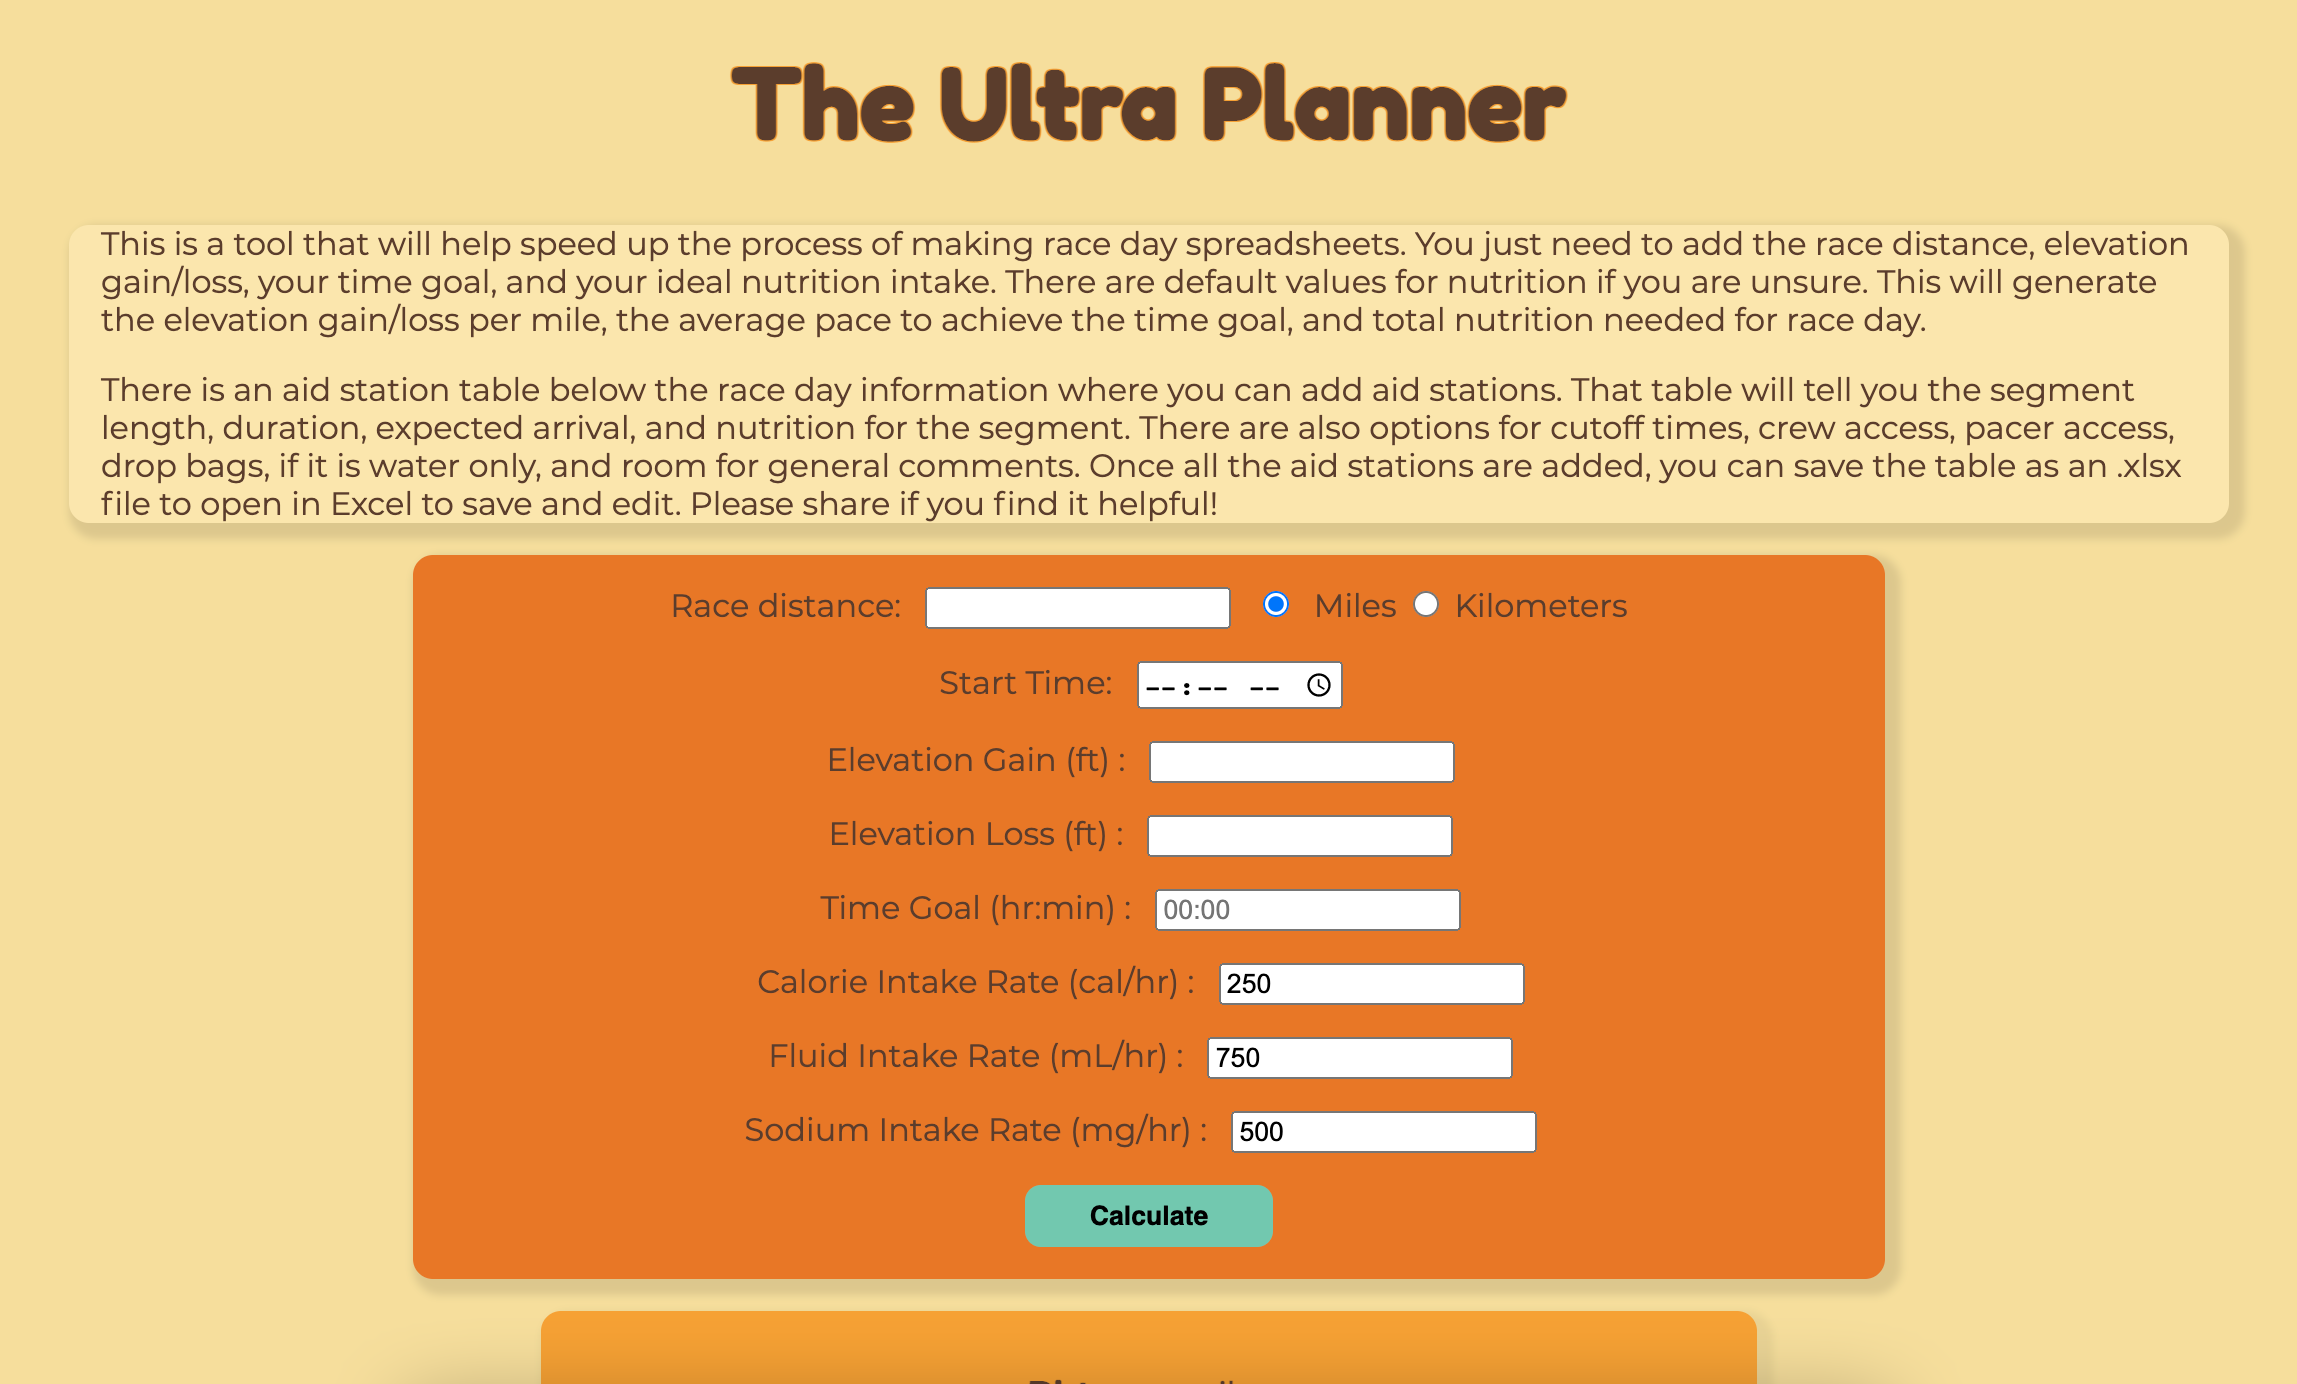 The Ultra Planner
This is a tool that will help speed up the process of making race day spreadsheets. You just need to add the race distance, elevation
gain/loss, your time goal, and your ideal nutrition intake. There are default values for nutrition if you are unsure. This will generate
the elevation gain/loss per mile, the average pace to achieve the time goal, and total nutrition needed for race day.
There is an aid station table below the race day information where you can add aid stations. That table will tell you the segment
length, duration, expected arrival, and nutrition for the segment. There are also options for cutoff times, crew access, pacer access,
drop bags, if it is water only, and room for general comments. Once all the aid stations are added, you can save the table as an .xlsx
file to open in Excel to save and edit. Please share if you find it helpful!
Race distance: Miles Kilometers
Start Time: --:-- --
Elevation Gain (ft) :
Elevation Loss (ft) :
Time Goal (hr:min) : 00:00
Calorie Intake Rate (cal/hr) : 250
Fluid Intake Rate (mL/hr) : 750
Sodium Intake Rate (mg/hr) : 500
Calculate